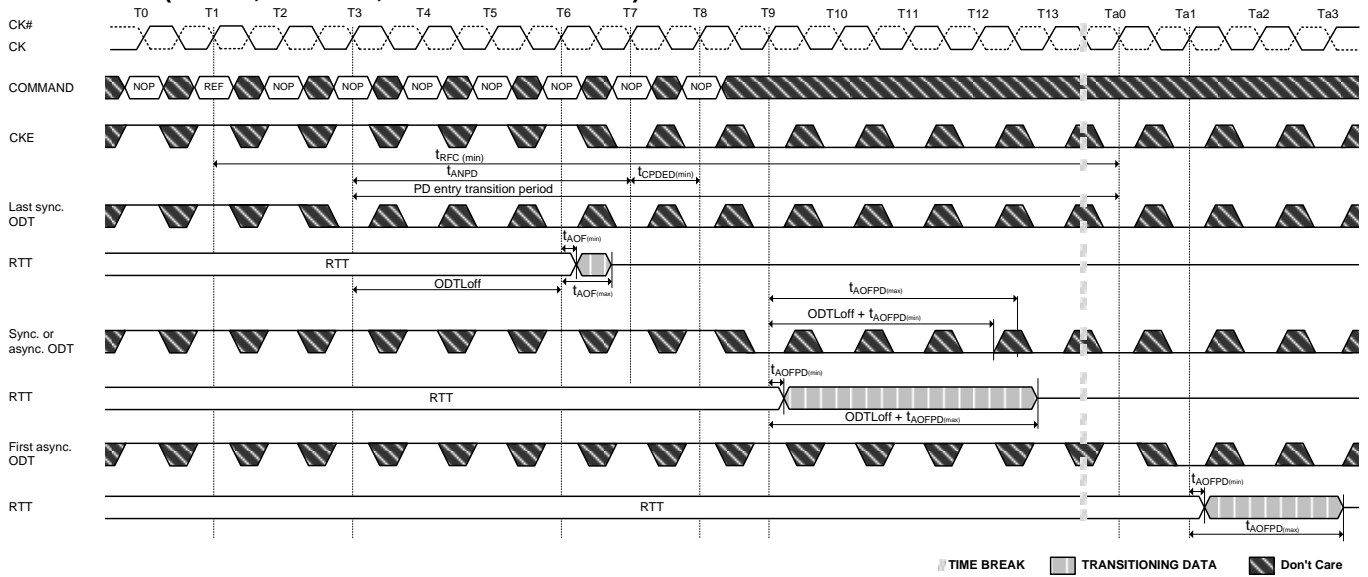 CK#
CK
T0 T1 T2 T3 T4 T5 T6 T7 T8 T9 T10 T11 T12 T13 Ta0 Ta1 Ta2 Ta3
COMMAND
NOP REF NOP NOP NOP NOP NOP NOP NOP
CKE
tRFC (min)
tANPD tCPDED(min)
PD entry transition period
Last sync.
ODT
tAOF(min)
RTT
RTT
ODTLoff
tAOF(max)
tAOFPD(max)
ODTLoff + tAOFPD(min)
Sync. or
async. ODT
tAOFPD(min)
RTT
RTT
ODTLoff + tAOFPD(max)
First async.
ODT
tAOFPD(min)
RTT
RTT
tAOFPD(max)
TIME BREAK TRANSITIONING DATA Don't Care